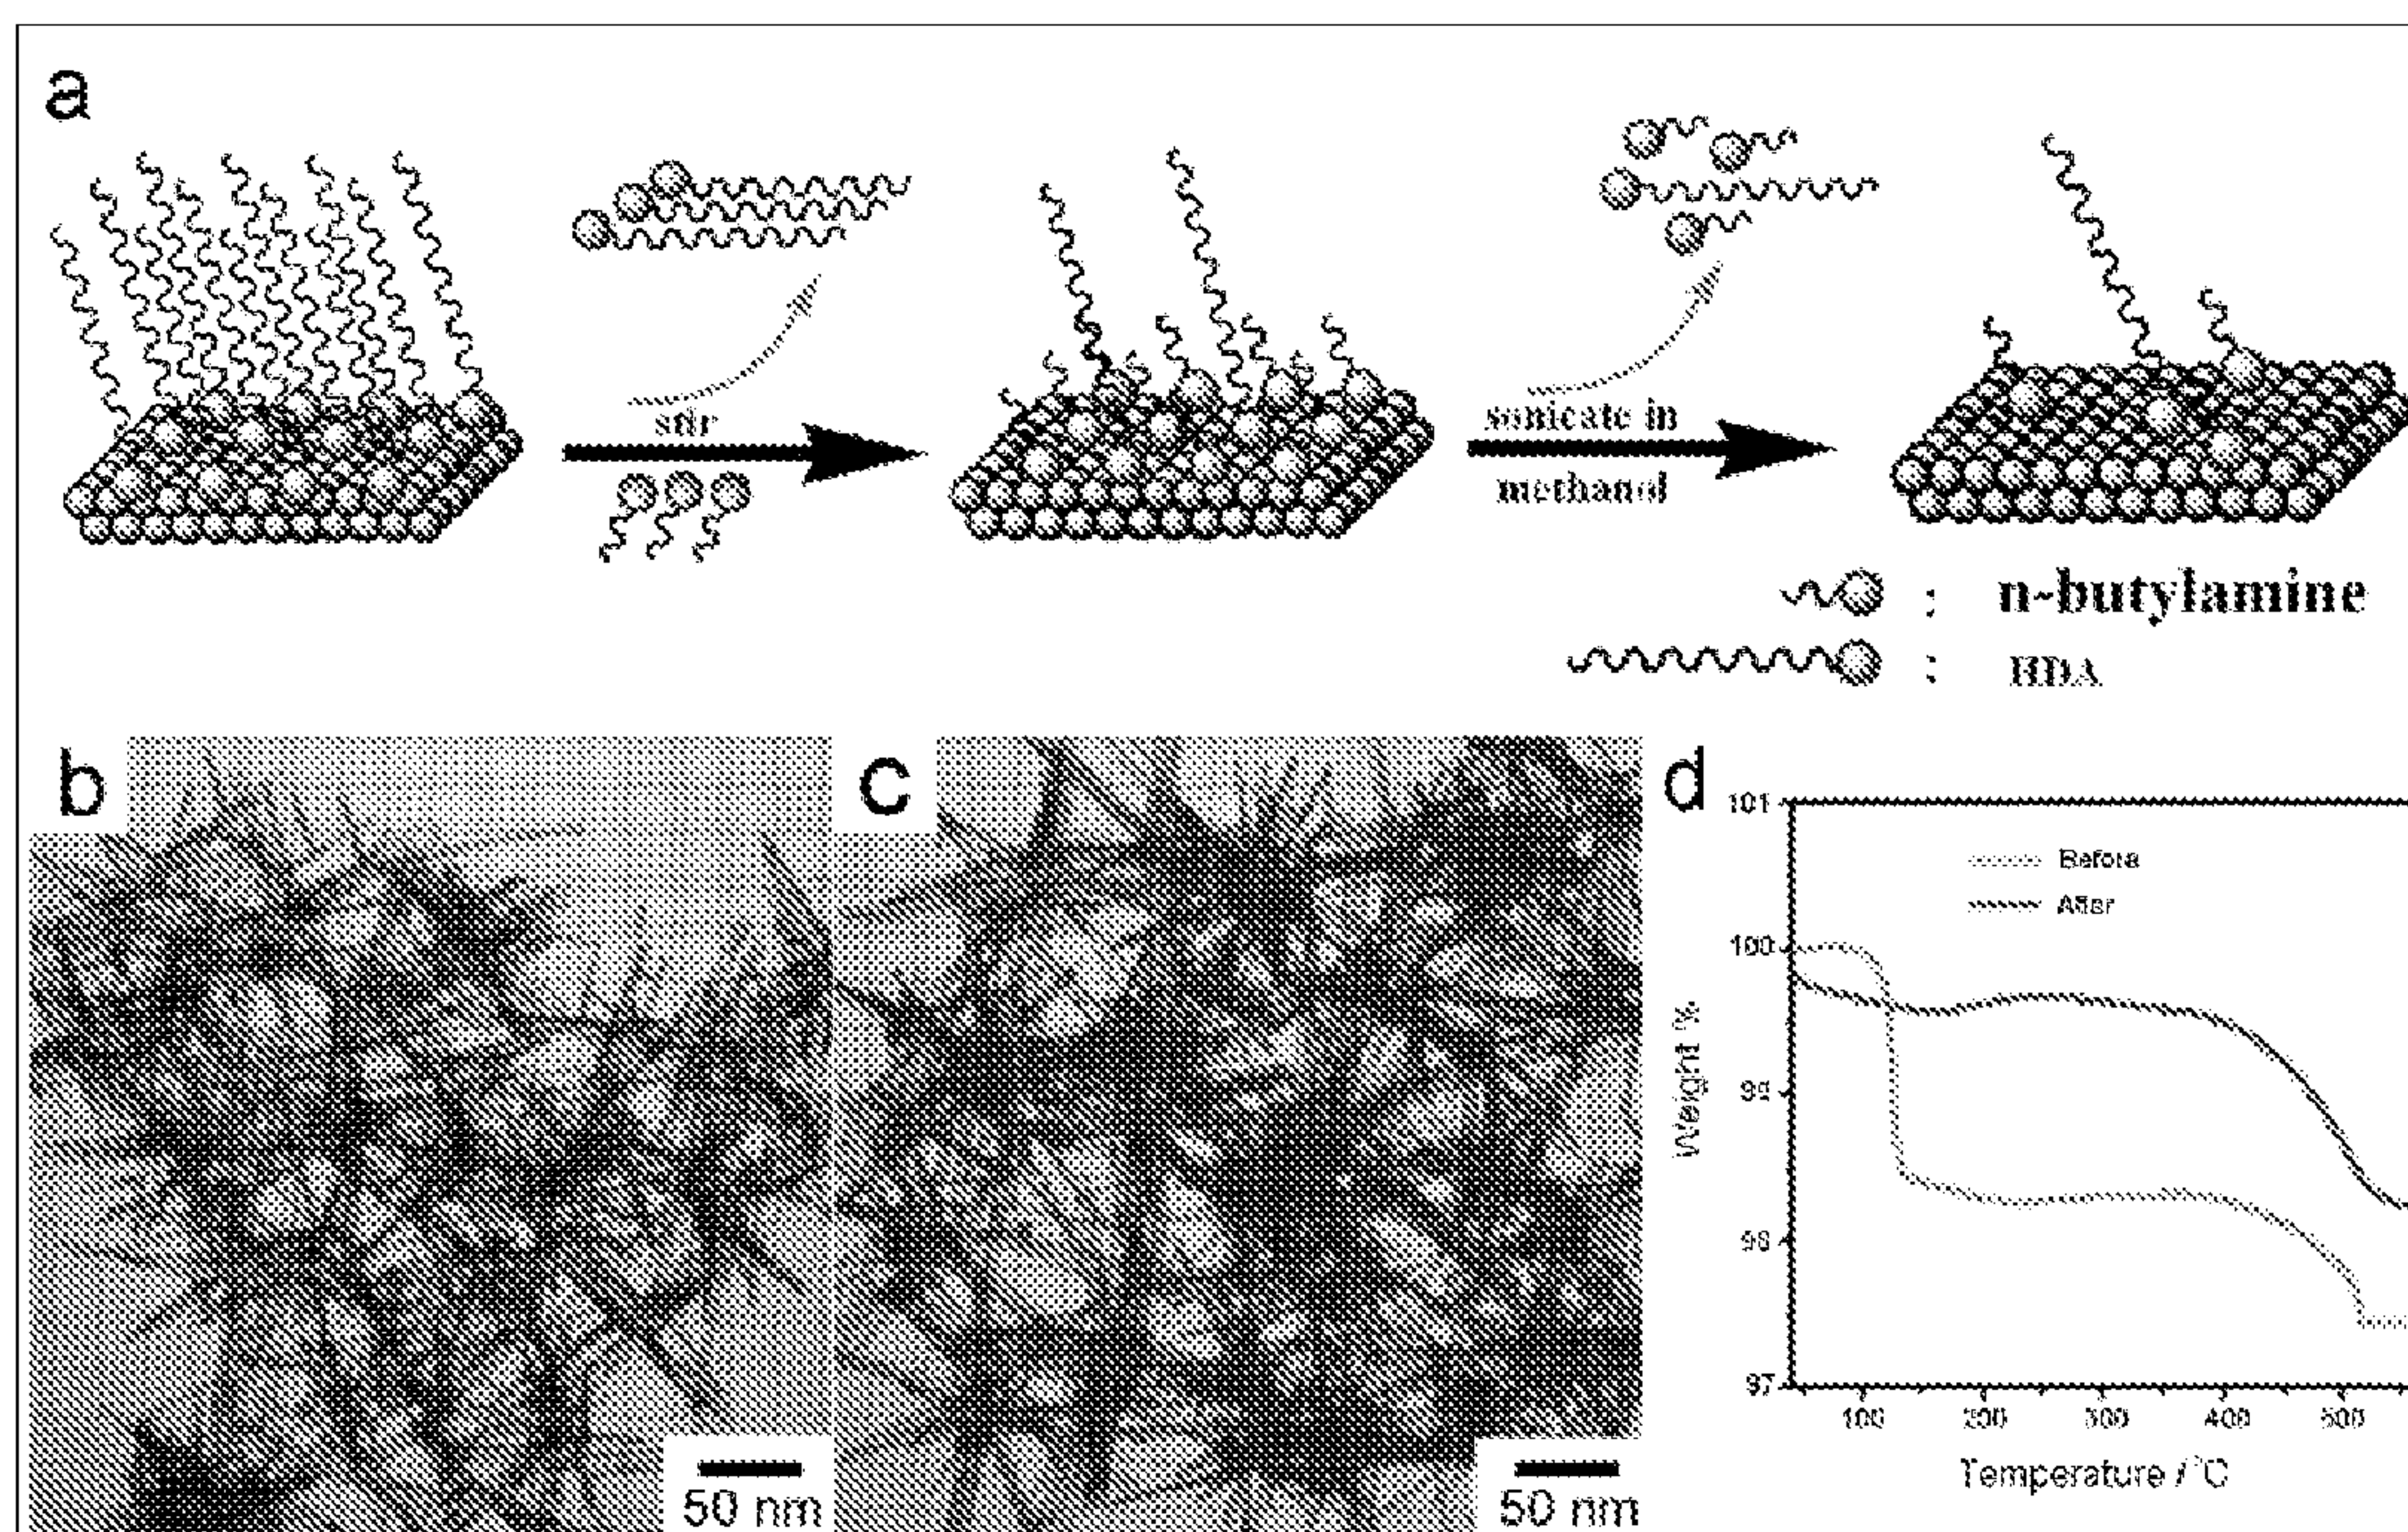 a
stir
sonicate in
methanol
: n-butylamine
: HDA
b
50 nm
c
50 nm
d
101
100
99
98
97
Weight %
Before
After
100 200 300 400 500
Temperature / °C